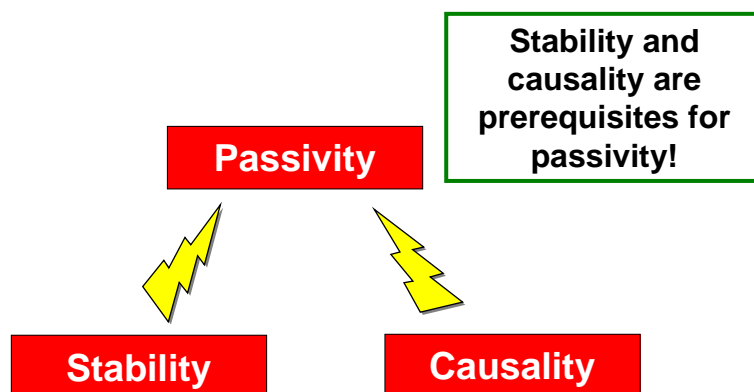 Stability and
causality are
prerequisites for
passivity!
Passivity
Stability
Causality